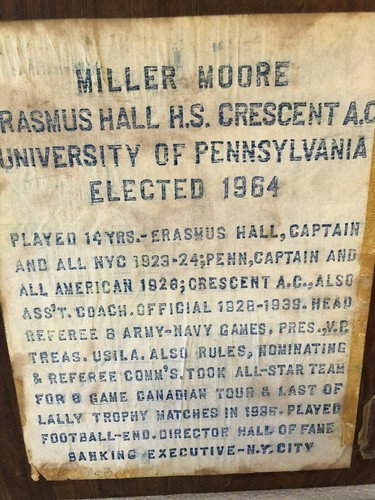 MILLER MOORE
RASMUS HALL H.S. CRESCENT A.C
UNIVERSITY OF PENNSYLVANIA
ELECTED 1964
PLAYED 14 YRS.-ERASMUS HALL, CAPTAIN
AND ALL NYC 1923-24; PENN, CAPTAIN AND
ALL AMERICAN 1926; CRESCENT A.C., ALSO
ASS'T. COACH. OFFICIAL 1928-1939. HEAD
REFEREE 8 ARMY-NAVY GAMES. PRES., V.P.
TREAS. USILA. ALSO RULES, NOMINATING
& REFEREE COMM'S. TOOK ALL-STAR TEAM
FOR 8 GAME CANADIAN TOUR & LAST OF
LALLY TROPHY MATCHES IN 1935. PLAYED
FOOTBALL-END. DIRECTOR HALL OF FAME
BANKING EXECUTIVE-N.Y. CITY